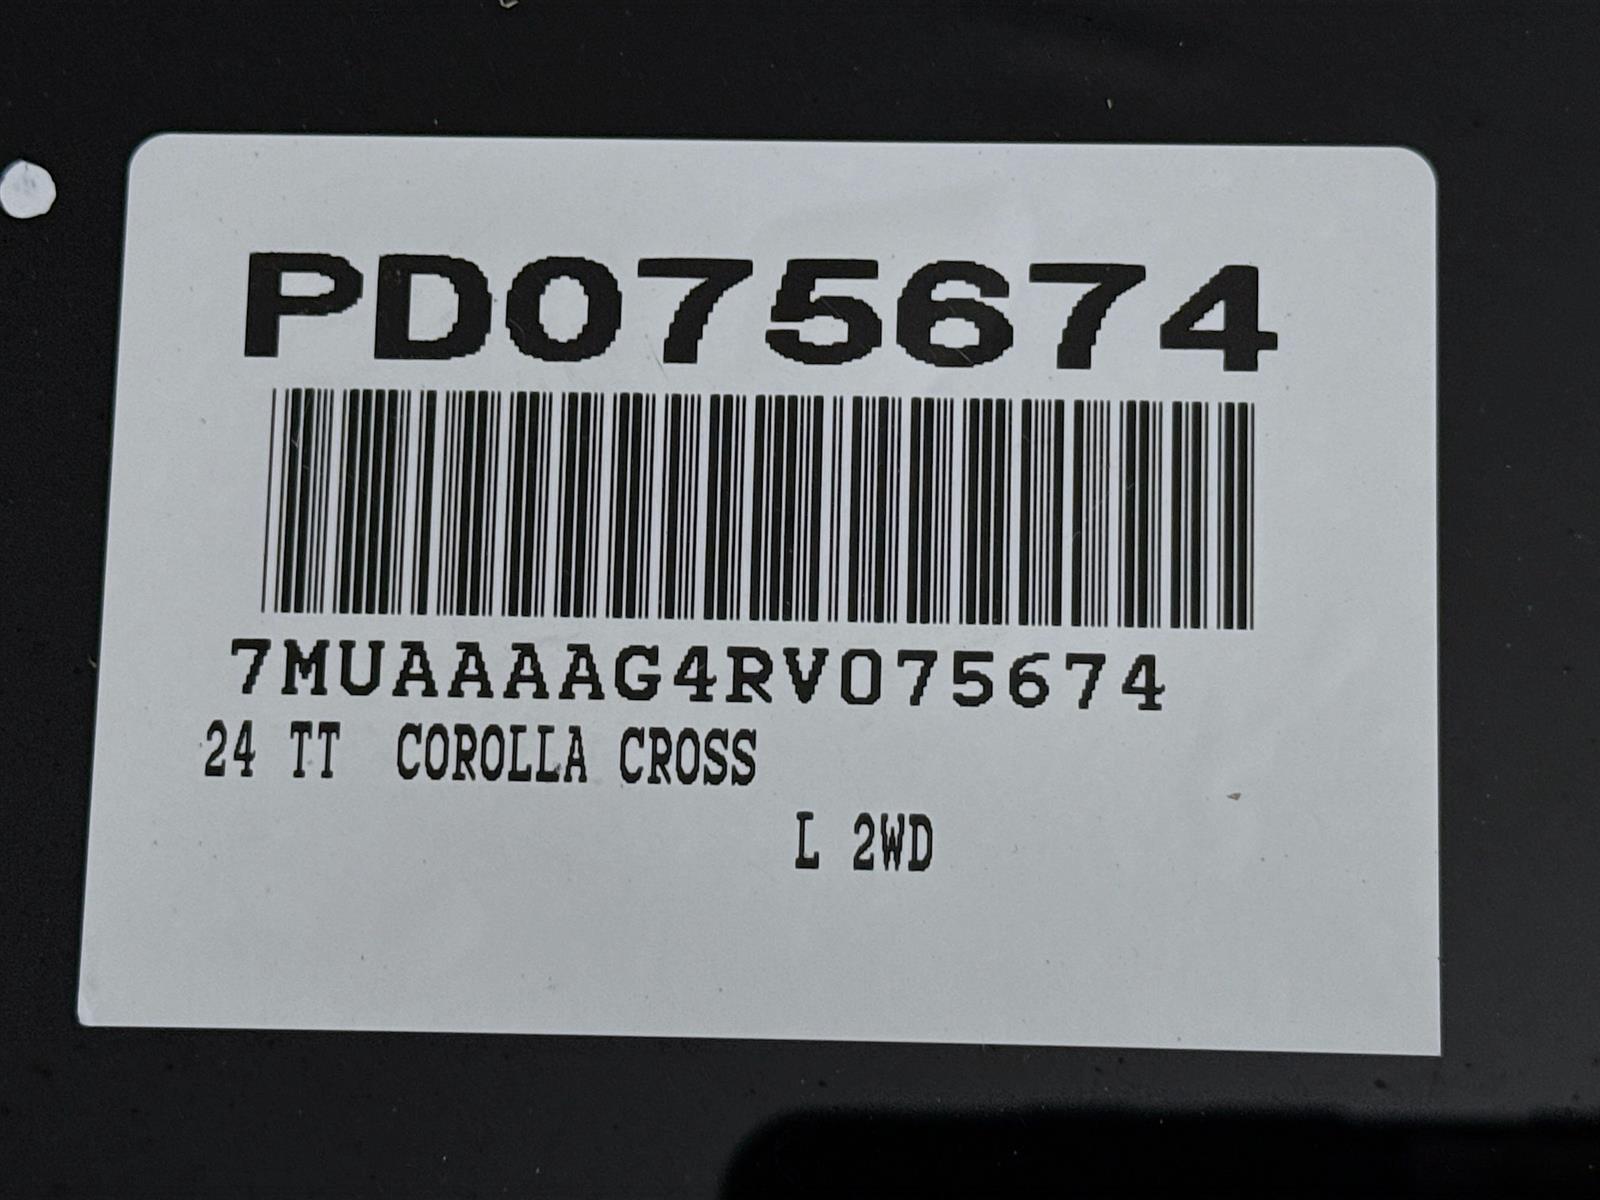 PD075674
7MUAAAAG4RV075674
24 TT COROLLA CROSS
L 2WD